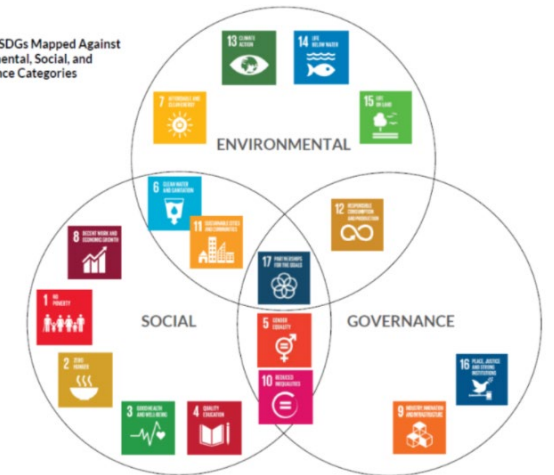 SDGs Mapped Against
mental, Social, and
nce Categories
13 CLIMATE
ACTION
14 LIFE
BELOW WATER
7 AFFORDABLE AND
CLEAN ENERGY
15 LIFE
ON LAND
ENVIRONMENTAL
6 CLEAN WATER
AND SANITATION
12 RESPONSIBLE
CONSUMPTION
AND PRODUCTION
11 SUSTAINABLE CITIES
AND COMMUNITIES
8 DECENT WORK AND
ECONOMIC GROWTH
17 PARTNERSHIPS
FOR THE GOALS
1 NO
POVERTY
SOCIAL
5 GENDER
EQUALITY
GOVERNANCE
2 ZERO
HUNGER
16 PEACE, JUSTICE
AND STRONG
INSTITUTIONS
10 REDUCED
INEQUALITIES
3 GOOD HEALTH
AND WELL-BEING
4 QUALITY
EDUCATION
9 INDUSTRY, INNOVATION
AND INFRASTRUCTURE